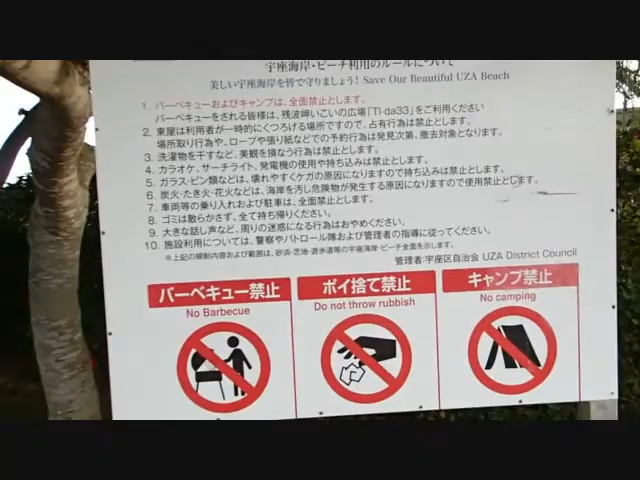 宇座海岸・ビーチ利用のルールについて
美しい宇座海岸を皆で守りましょう! Save Our Beautiful UZA Beach
1. バーベキューおよびキャンプは、全面禁止とします。
バーベキューをされる皆様は、残波岬いこいの広場「Ti-da33」をご利用ください
2. 東屋は利用者が一時的にくつろげる場所ですので、占有行為は禁止とします。
場所取り行為や、ロープや張り紙などでの予約行為は発見次第、撤去対象となります。
3. 洗濯物を干すなど、美観を損なう行為は禁止とします。
4. カラオケ、サーチライト、発電機の使用や持ち込みは禁止とします。
5. ガラス・ビン類などは、壊れやすくケガの原因になりますので持ち込みは禁止とします。
6. 炭火・たき火・花火などは、海岸を汚し危険物が発生する原因になりますので使用禁止とします。
7. 車両等の乗り入れおよび駐車は、全面禁止とします。
8. ゴミは散らかさず、全て持ち帰りください。
9. 大きな話し声など、周りの迷惑になる行為はおやめください。
10. 施設利用については、警察やパトロール隊および管理者の指導に従ってください。
※上記の規制内容および範囲は、砂浜・芝地・遊歩道等の宇座海岸・ビーチ全面を示します。
管理者:宇座区自治会 UZA District Council
バーベキュー禁止
No Barbecue
ポイ捨て禁止
Do not throw rubbish
キャンプ禁止
No camping